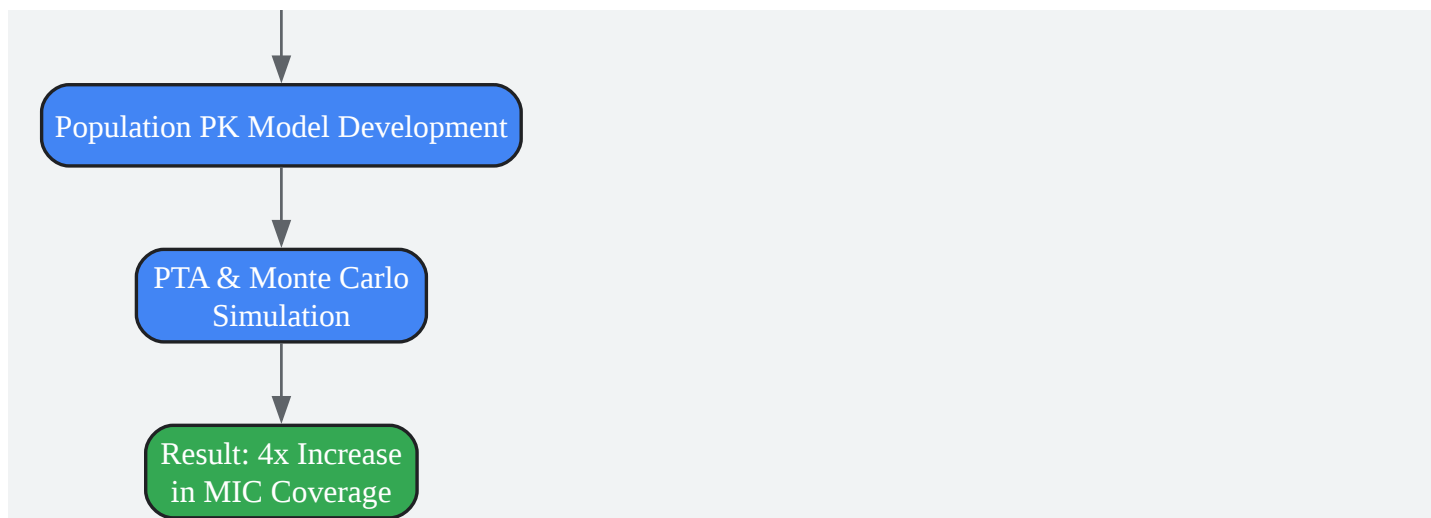 Population PK Model Development
PTA & Monte Carlo
Simulation
Result: 4x Increase
in MIC Coverage